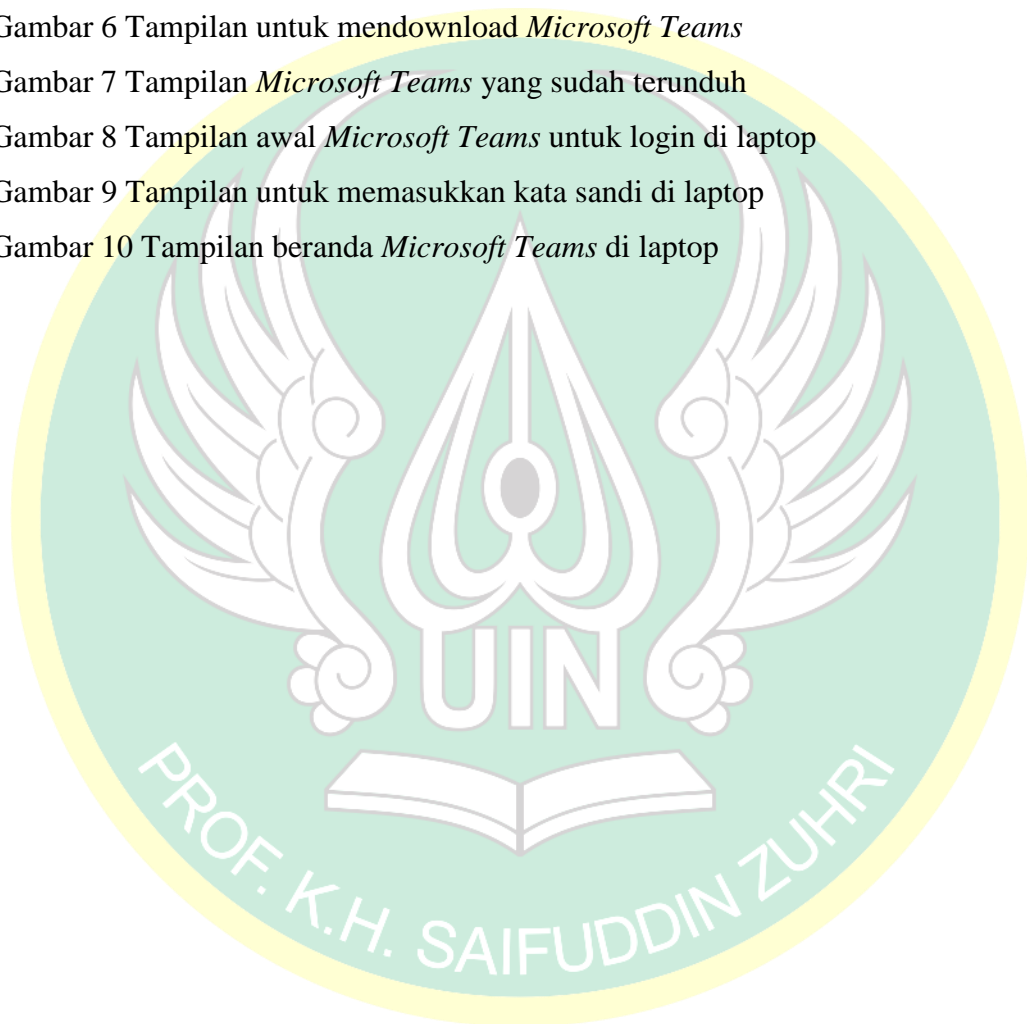 Gambar 6 Tampilan untuk mendownload Microsoft Teams
Gambar 7 Tampilan Microsoft Teams yang sudah terunduh
Gambar 8 Tampilan awal Microsoft Teams untuk login di laptop
Gambar 9 Tampilan untuk memasukkan kata sandi di laptop
Gambar 10 Tampilan beranda Microsoft Teams di laptop
UIN
PROF. K.H. SAIFUDDIN ZUHRI